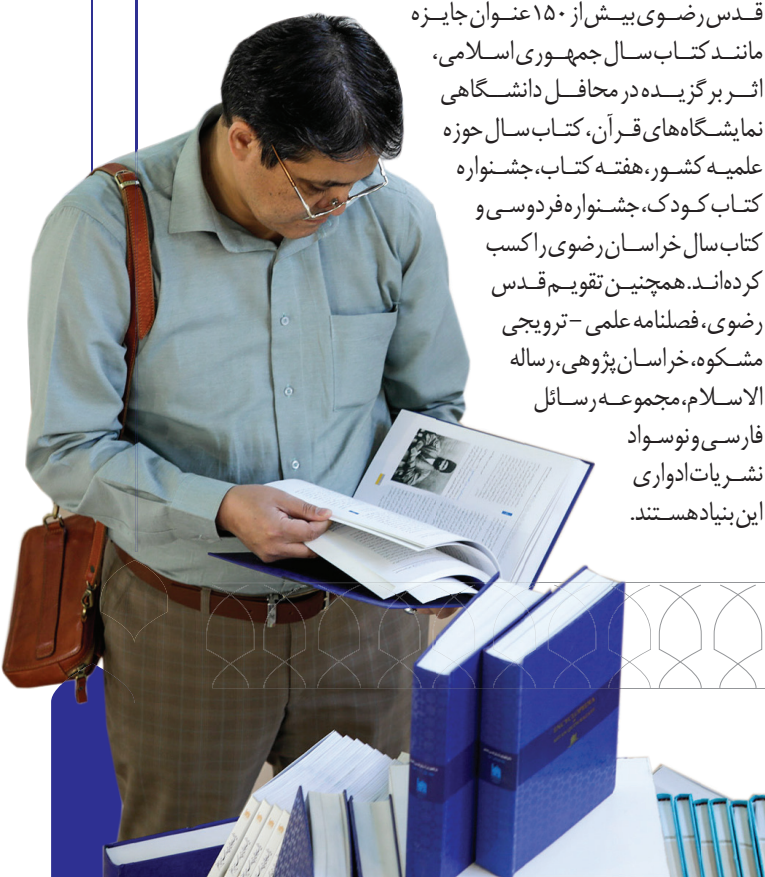 قدس رضوی بیش از ۱۵۰ عنوان جایزه
مانند کتاب سال جمهوری اسلامی،
اثر برگزیده در محافل دانشگاهی
نمایشگاه‌های قرآن، کتاب سال حوزه
علمیه کشور، هفته کتاب، جشنواره
کتاب کودک، جشنواره فردوسی و
کتاب سال خراسان رضوی را کسب
کرده‌اند. همچنین تقویم قدس
رضوی، فصلنامه علمی - ترویجی
مشکوه، خراسان پژوهی، رساله
الاسلام، مجموعه رسائل
فارسی و نوسواد
نشریات ادواری
این بنیاد هستند.